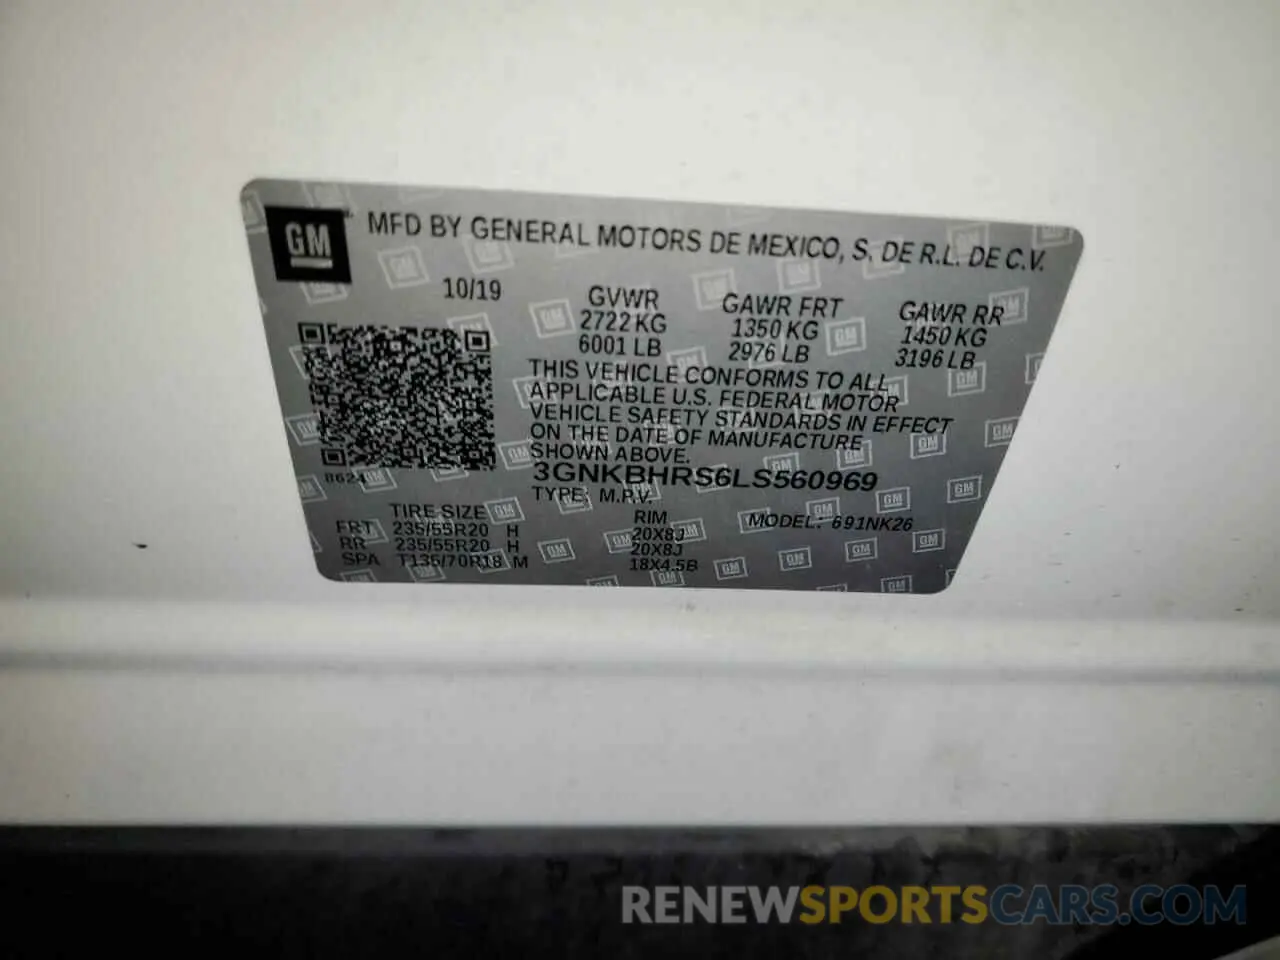 GM MFD BY GENERAL MOTORS DE MEXICO, S. DE R.L. DE C.V.
10/19 GVWR GAWR FRT GAWR RR
2722 KG 1350 KG 1450 KG
6001 LB 2976 LB 3196 LB
THIS VEHICLE CONFORMS TO ALL
APPLICABLE U.S. FEDERAL MOTOR
VEHICLE SAFETY STANDARDS IN EFFECT
ON THE DATE OF MANUFACTURE
SHOWN ABOVE.
8624 3GNKBHRS6LS560969
TYPE: M.P.V.
TIRE SIZE RIM MODEL: 691NK26
FRT 235/55R20 H 20X8J
RR 235/55R20 H 20X8J
SPA T135/70R18 M 18X4.5B
RENEWSPORTSCARS.COM